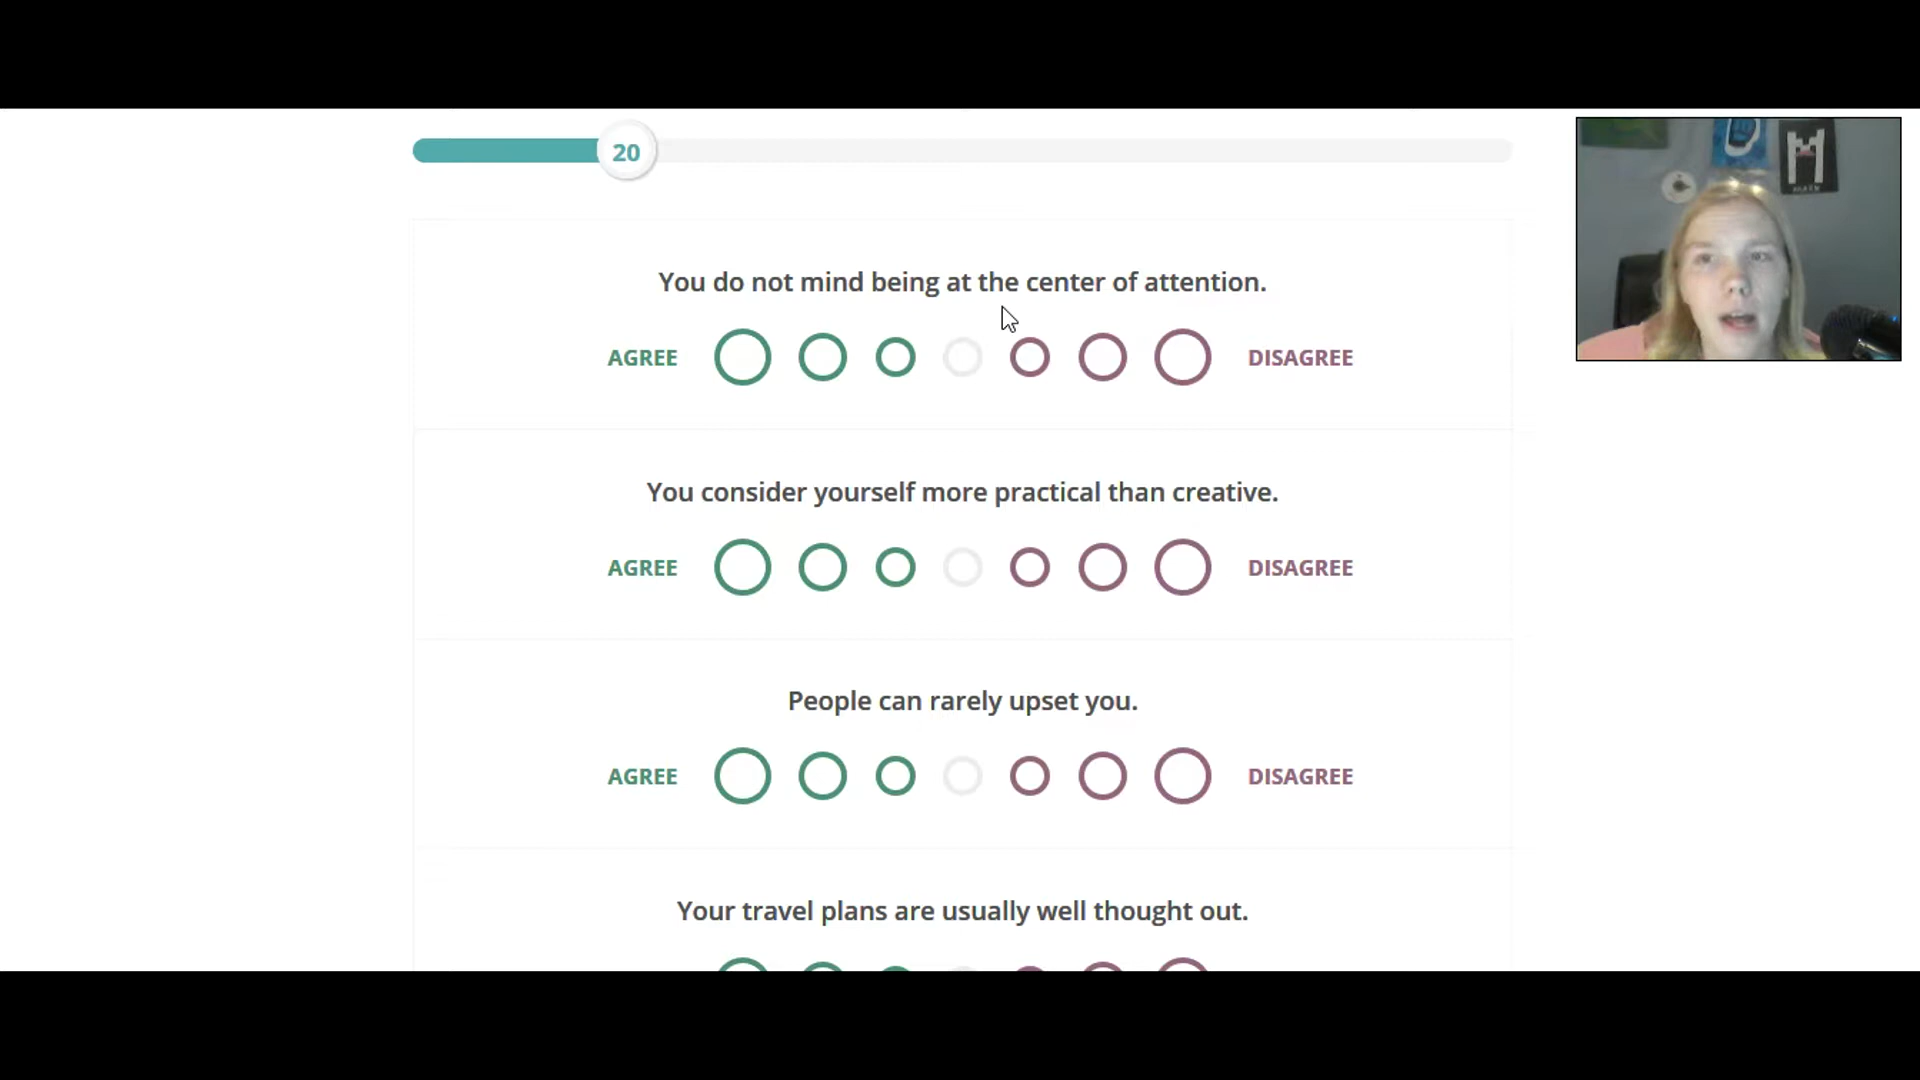 20
You do not mind being at the center of attention.
AGREE DISAGREE
You consider yourself more practical than creative.
AGREE DISAGREE
People can rarely upset you.
AGREE DISAGREE
Your travel plans are usually well thought out.